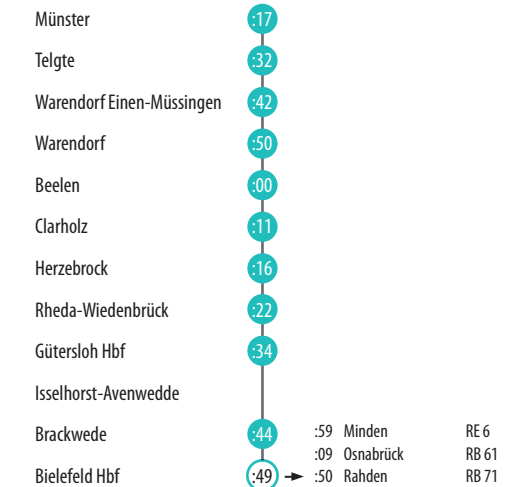 Münster :17
Telgte :32
Warendorf Einen-Müssingen :42
Warendorf :50
Beelen :00
Clarholz :11
Herzebrock :16
Rheda-Wiedenbrück :22
Gütersloh Hbf :34
Isselhorst-Avenwedde
Brackwede :44 :59 Minden RE 6
:09 Osnabrück RB 61
Bielefeld Hbf :49 → :50 Rahden RB 71